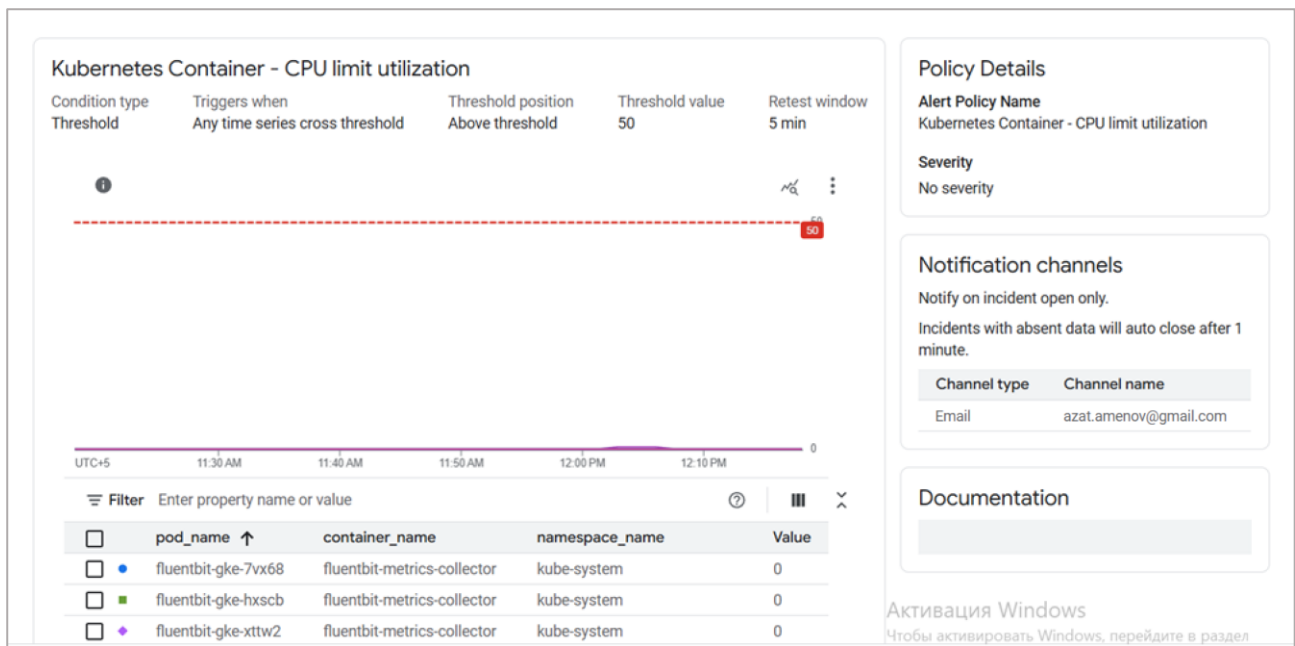 Kubernetes Container - CPU limit utilization
Condition type Triggers when Threshold position Threshold value Retest window
Threshold Any time series cross threshold Above threshold 50 5 min
50
50
0
UTC+5 11:30 AM 11:40 AM 11:50 AM 12:00 PM 12:10 PM
Filter Enter property name or value
pod_name container_name namespace_name Value
fluentbit-gke-7vx68 fluentbit-metrics-collector kube-system 0
fluentbit-gke-hxscb fluentbit-metrics-collector kube-system 0
fluentbit-gke-xttw2 fluentbit-metrics-collector kube-system 0
Policy Details
Alert Policy Name
Kubernetes Container - CPU limit utilization
Severity
No severity
Notification channels
Notify on incident open only.
Incidents with absent data will auto close after 1
minute.
Channel type Channel name
Email azat.amenov@gmail.com
Documentation
Активация Windows
Чтобы активировать Windows, перейдите в раздел